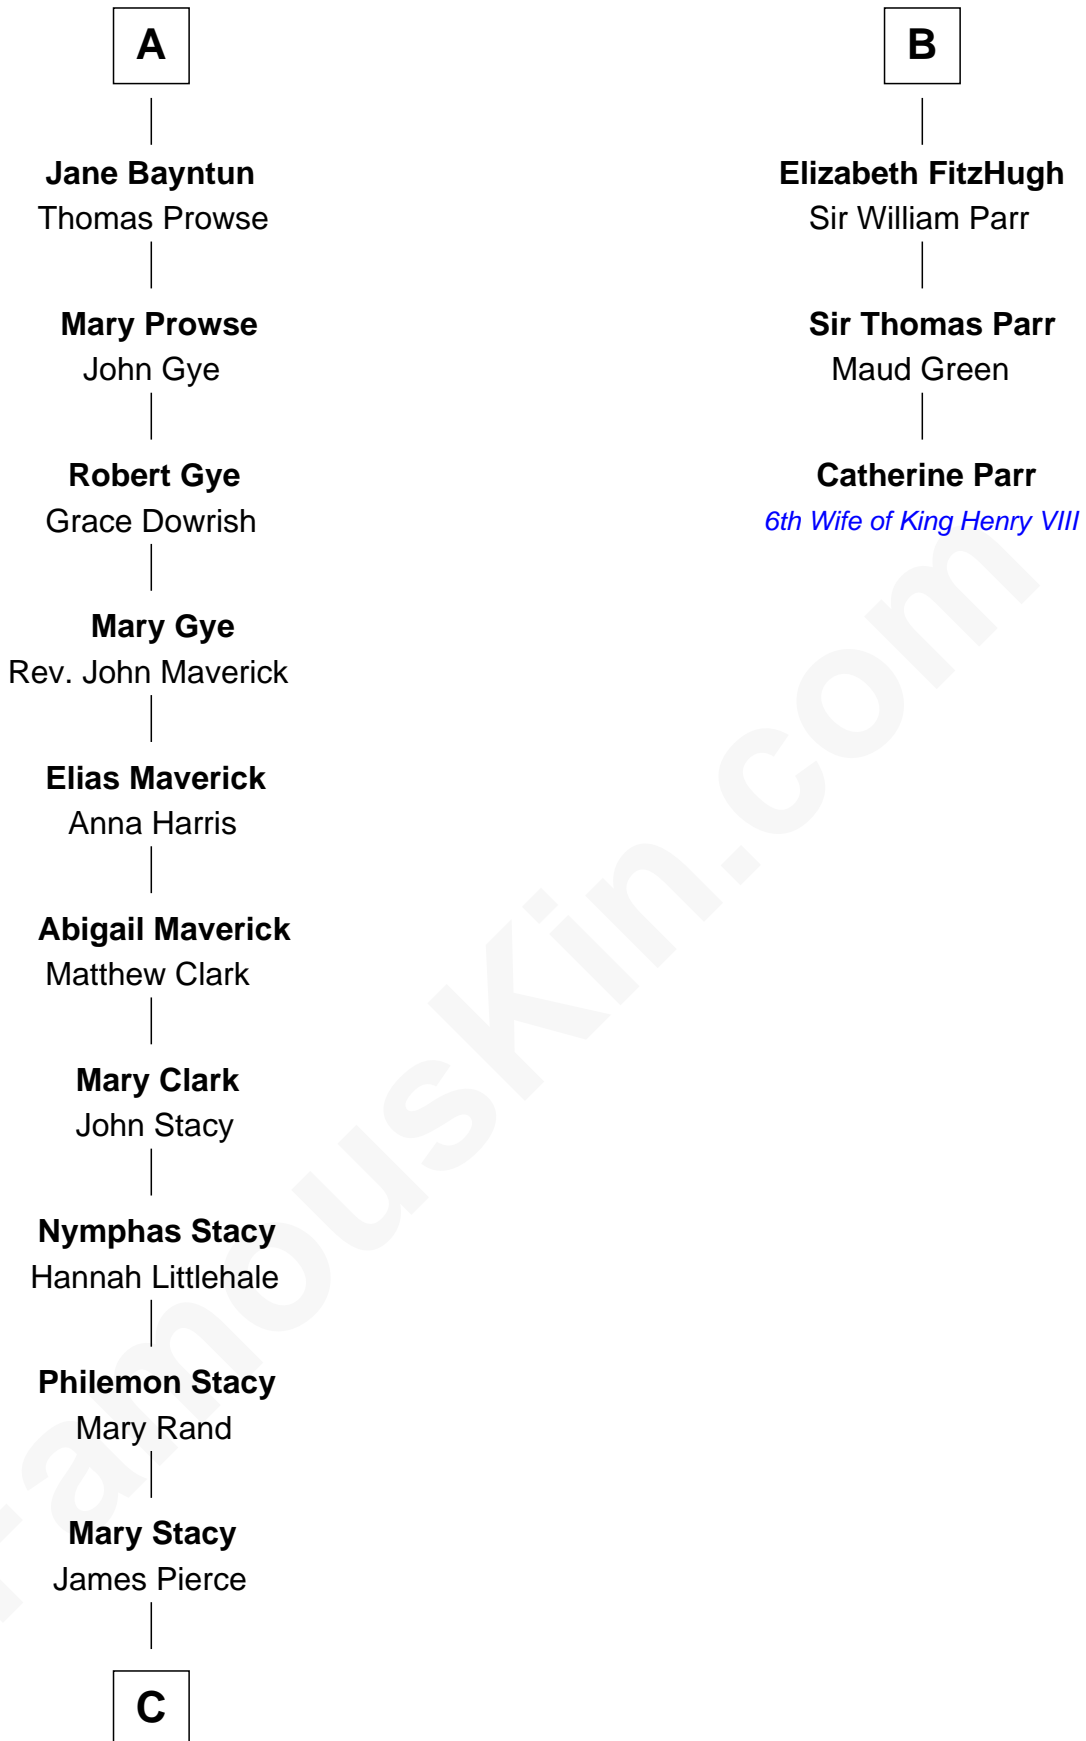 A
Jane Bayntun
Thomas Prowse
Mary Prowse
John Gye
Robert Gye
Grace Dowrish
Mary Gye
Rev. John Maverick
Elias Maverick
Anna Harris
Abigail Maverick
Matthew Clark
Mary Clark
John Stacy
Nymphas Stacy
Hannah Littlehale
Philemon Stacy
Mary Rand
Mary Stacy
James Pierce
C
B
Elizabeth FitzHugh
Sir William Parr
Sir Thomas Parr
Maud Green
Catherine Parr
6th Wife of King Henry VIII
FamousKin.com